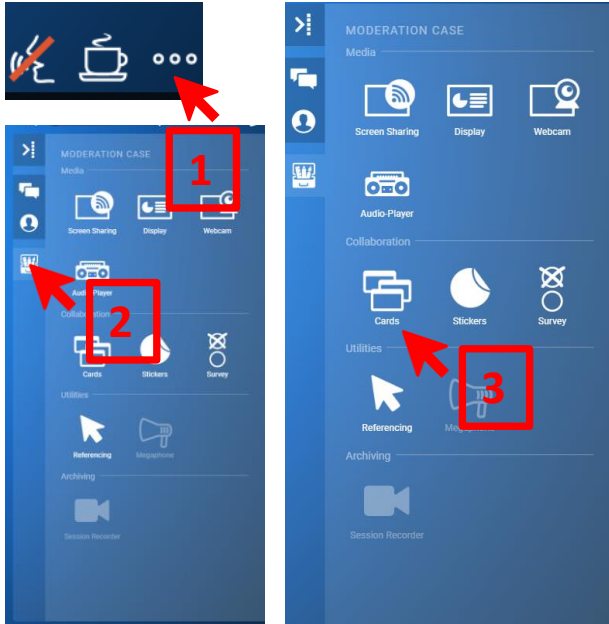 1
MODERATION CASE
Media
Screen Sharing Display Webcam
Audio-Player
2
Collaboration
Cards Stickers Survey
Utilities
Referencing Megaphone
Archiving
Session Recorder
MODERATION CASE
Media
Screen Sharing Display Webcam
Audio-Player
Collaboration
Cards Stickers Survey
Utilities
3
Referencing Megaphone
Archiving
Session Recorder